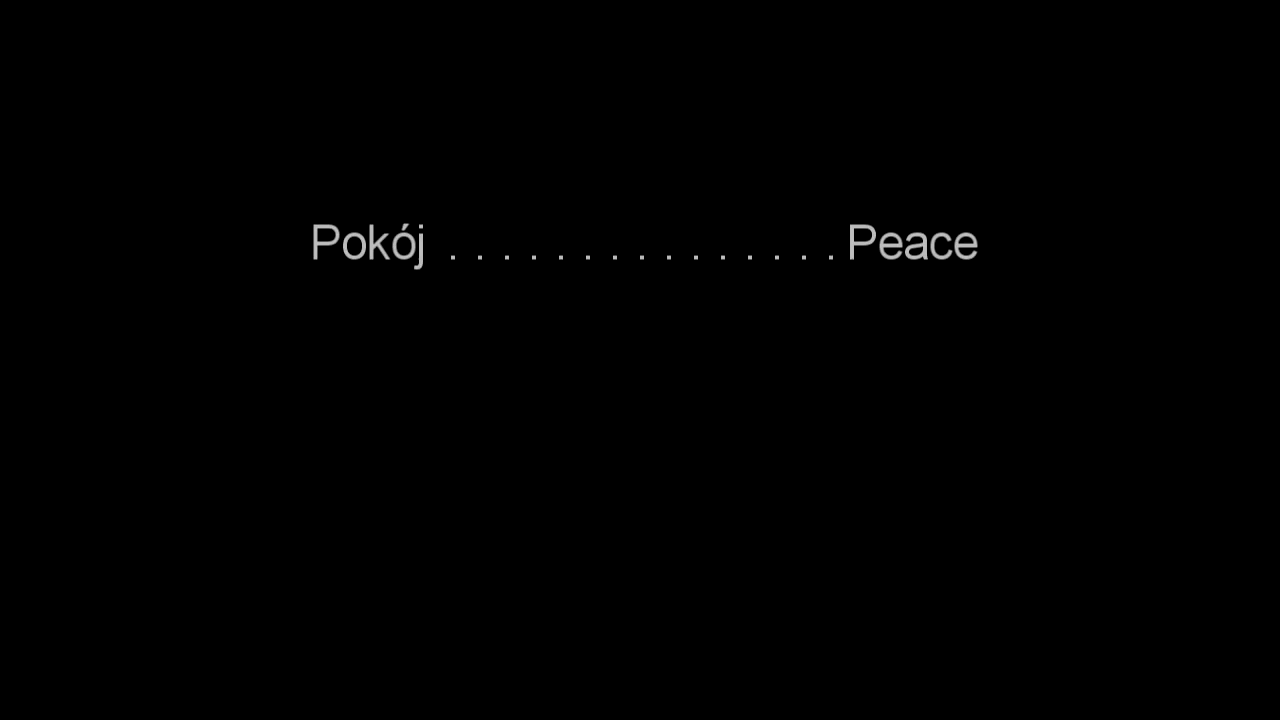 Pokój . . . . . . . . . . . . . . . Peace